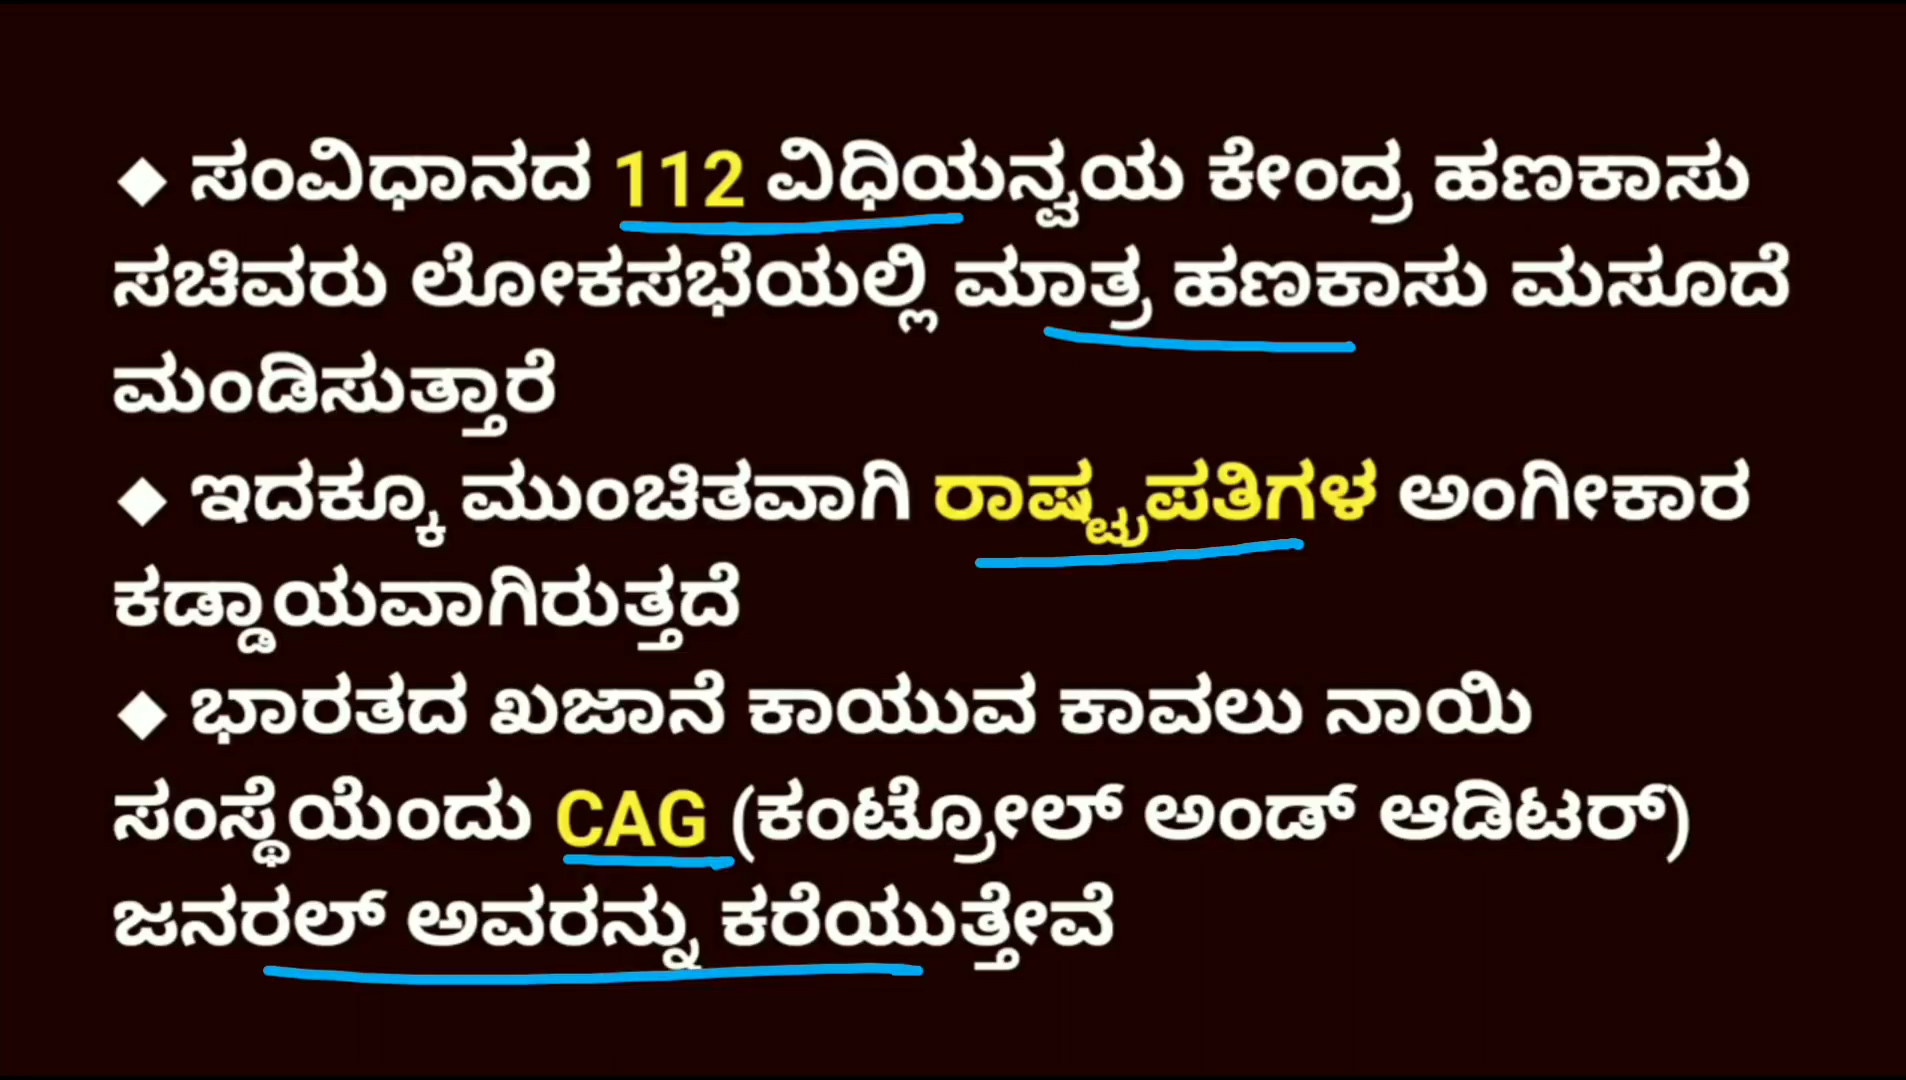 ◆ ಸಂವಿಧಾನದ 112 ವಿಧಿಯನ್ವಯ ಕೇಂದ್ರ ಹಣಕಾಸು
ಸಚಿವರು ಲೋಕಸಭೆಯಲ್ಲಿ ಮಾತ್ರ ಹಣಕಾಸು ಮಸೂದೆ
ಮಂಡಿಸುತ್ತಾರೆ
◆ ಇದಕ್ಕೂ ಮುಂಚಿತವಾಗಿ ರಾಷ್ಟ್ರುಪತಿಗಳ ಅಂಗೀಕಾರ
ಕಡ್ಡಾಯವಾಗಿರುತ್ತದೆ
◆ ಭಾರತದ ಖಜಾನೆ ಕಾಯುವ ಕಾವಲು ನಾಯಿ
ಸಂಸ್ಥೆಯೆಂದು CAG (ಕಂಟ್ರೋಲ್ ಅಂಡ್ ಆಡಿಟರ್)
ಜನರಲ್ ಅವರನ್ನು ಕರೆಯುತ್ತೇವೆ